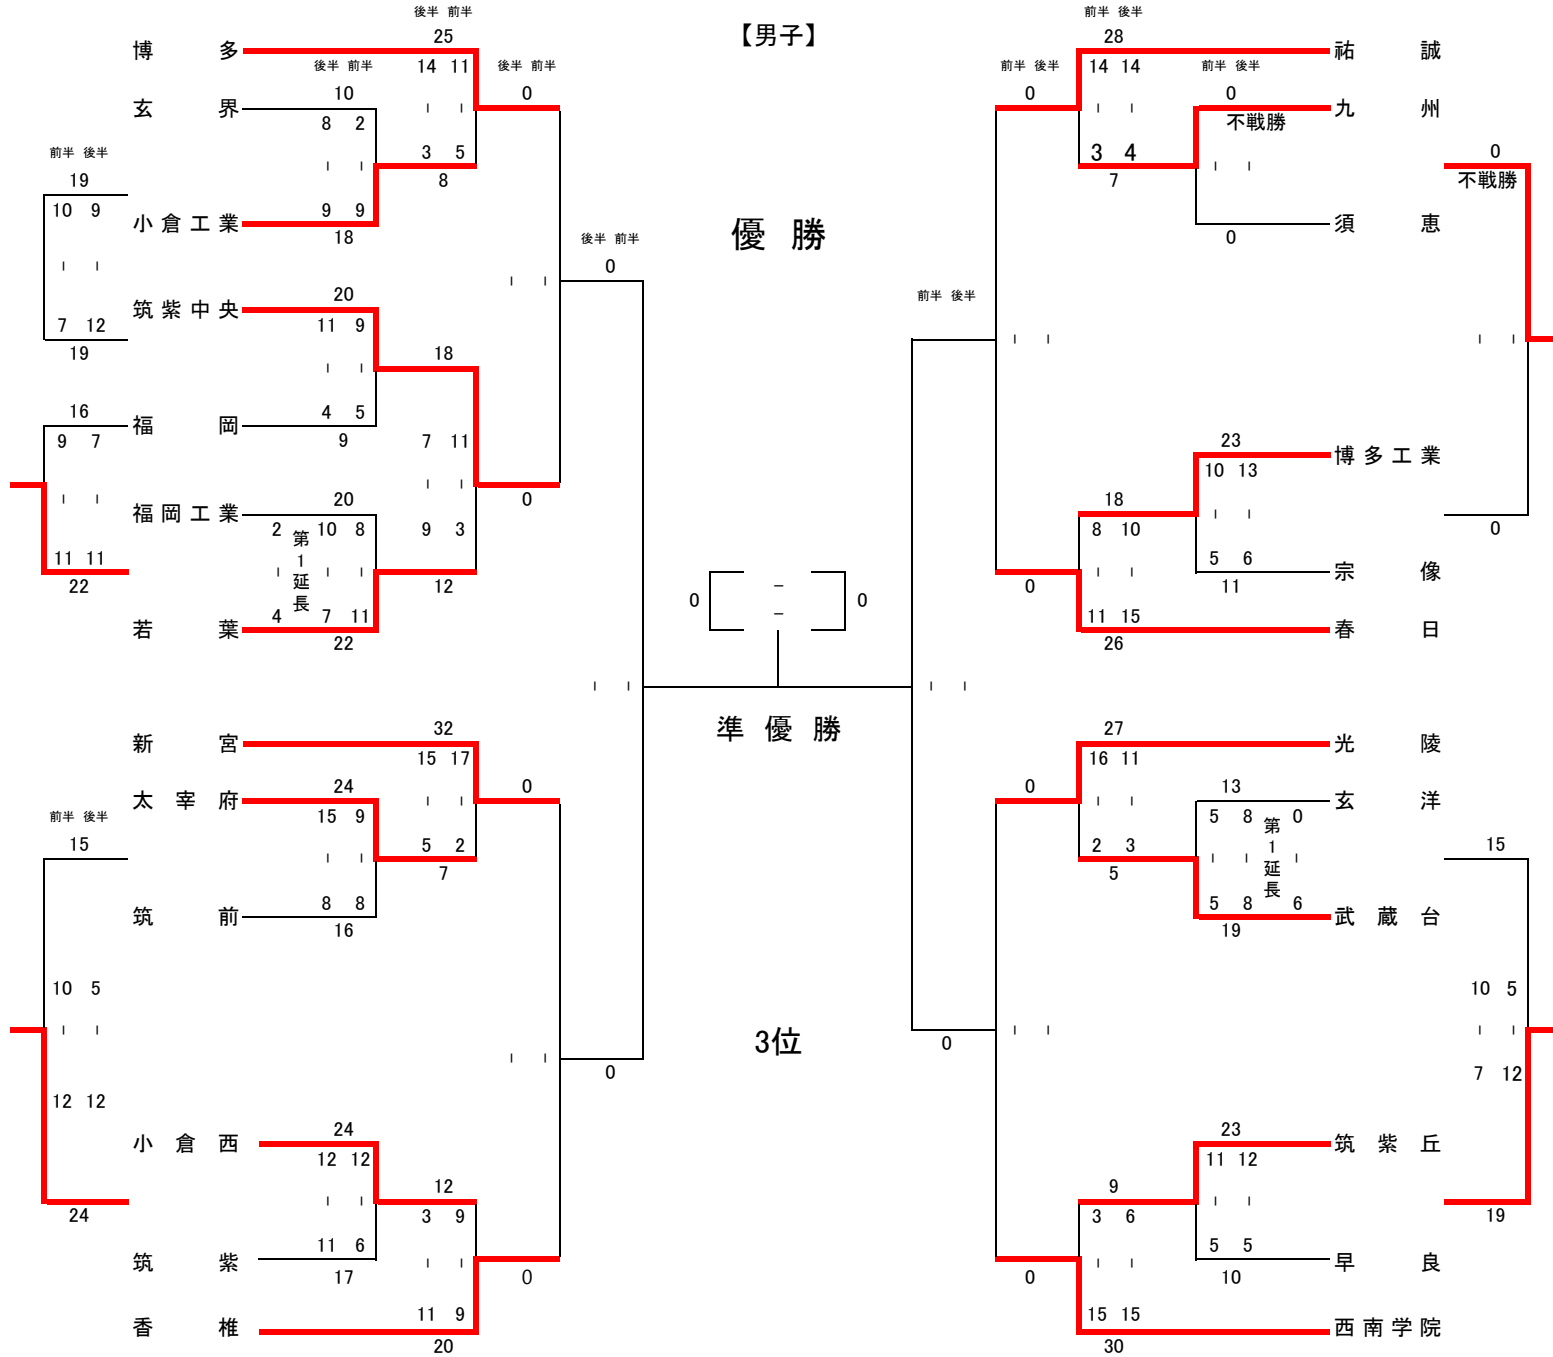 後半 前半
前半 後半
博多
25
【男子】
28
祐誠
後半 前半
14 11
後半 前半
前半 後半
14 14
前半 後半
玄界
10
0
0
0
九州
8 2
不戦勝
前半 後半
3 5
3 4
0
19
8
7
不戦勝
10 9
小倉工業
9 9
18
優勝
須恵
0
後半 前半
0
筑紫中央
20
前半 後半
7 12
11 9
19
18
16
福岡
4 5
9
7 11
23
博多工業
9 7
10 13
福岡工業
20
0
18
0
2 第1延長 10 8
9 3
8 10
11 11
5 6
22
12
0
11
宗像
0 － 0
－
4 7 11
11 15
若葉
22
26
春日
新宮
32
準優勝
27
光陵
15 17
16 11
太宰府
24
0
0
13
玄洋
前半 後半
15 9
5 8 第1延長 0
15
5 2
2 3
15
7
5
筑前
8 8
16
5 8 6
19
武蔵台
10 5
10 5
3位
0
0
12 12
7 12
小倉西
24
23
筑紫丘
12 12
11 12
12
9
24
3 9
3 6
19
筑紫
11 6
17
5 5
10
早良
0
0
香椎
11 9
20
15 15
30
西南学院